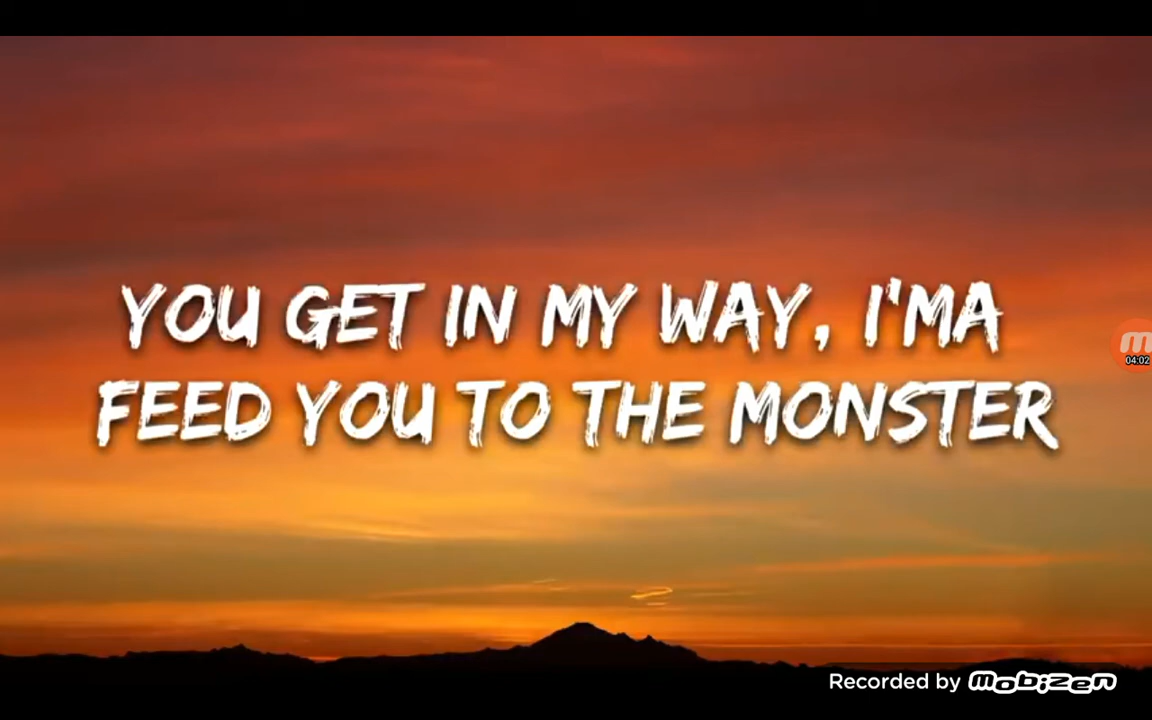 YOU GET IN MY WAY, I'MA
FEED YOU TO THE MONSTER
04:02
Recorded by mobizen